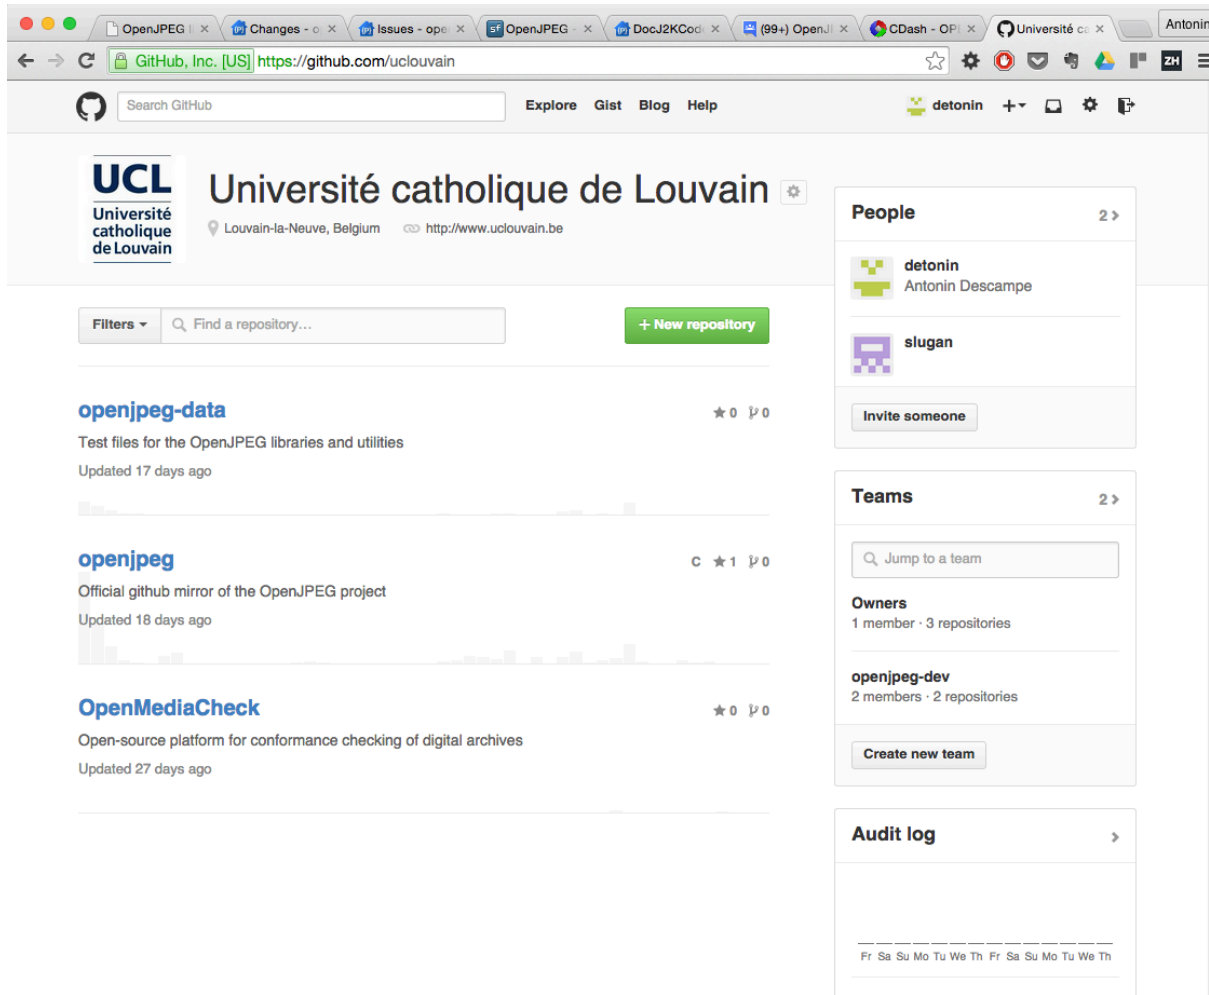 OpenJPEG
Changes - o
Issues - ope
OpenJPEG -
DocJ2KCod
(99+) OpenJ
CDash - OP
Université ca
Antonin
GitHub, Inc. [US] https://github.com/uclouvain
ZH
Search GitHub
Explore Gist Blog Help
detonin
UCL
Université
catholique
de Louvain
Université catholique de Louvain
Louvain-la-Neuve, Belgium http://www.uclouvain.be
Filters Find a repository...
+ New repository
openjpeg-data
0 0
Test files for the OpenJPEG libraries and utilities
Updated 17 days ago
openjpeg
C 1 0
Official github mirror of the OpenJPEG project
Updated 18 days ago
OpenMediaCheck
0 0
Open-source platform for conformance checking of digital archives
Updated 27 days ago
People 2
detonin
Antonin Descampe
slugan
Invite someone
Teams 2
Jump to a team
Owners
1 member · 3 repositories
openjpeg-dev
2 members · 2 repositories
Create new team
Audit log
Fr Sa Su Mo Tu We Th Fr Sa Su Mo Tu We Th